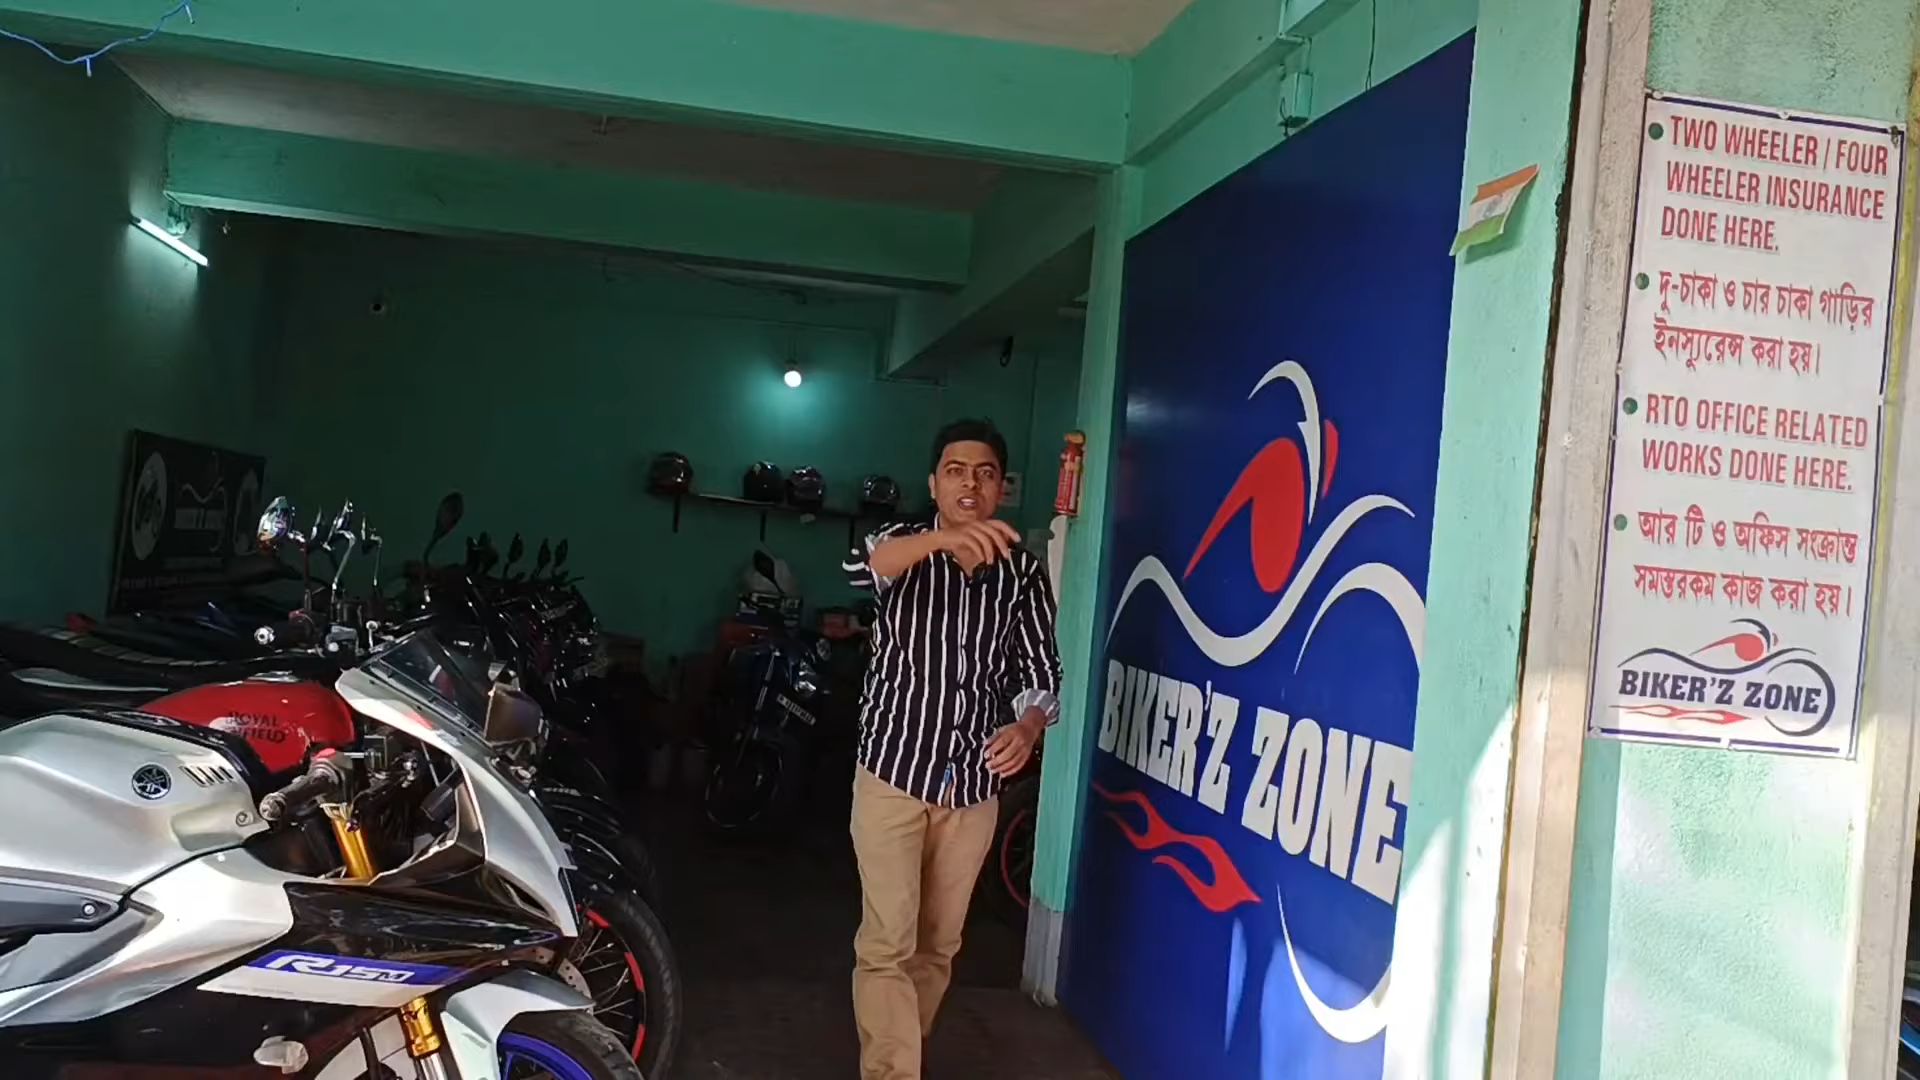 TWO WHEELER / FOUR
WHEELER INSURANCE
DONE HERE.
দু-চাকা ও চার চাকা গাড়ির
ইনস্যুরেন্স করা হয়।
RTO OFFICE RELATED
WORKS DONE HERE.
আর টি ও অফিস সংক্রান্ত
সমস্তরকম কাজ করা হয়।
BIKER'Z ZONE
BIKER'Z ZONE
ROYAL
ENFIELD
R15M